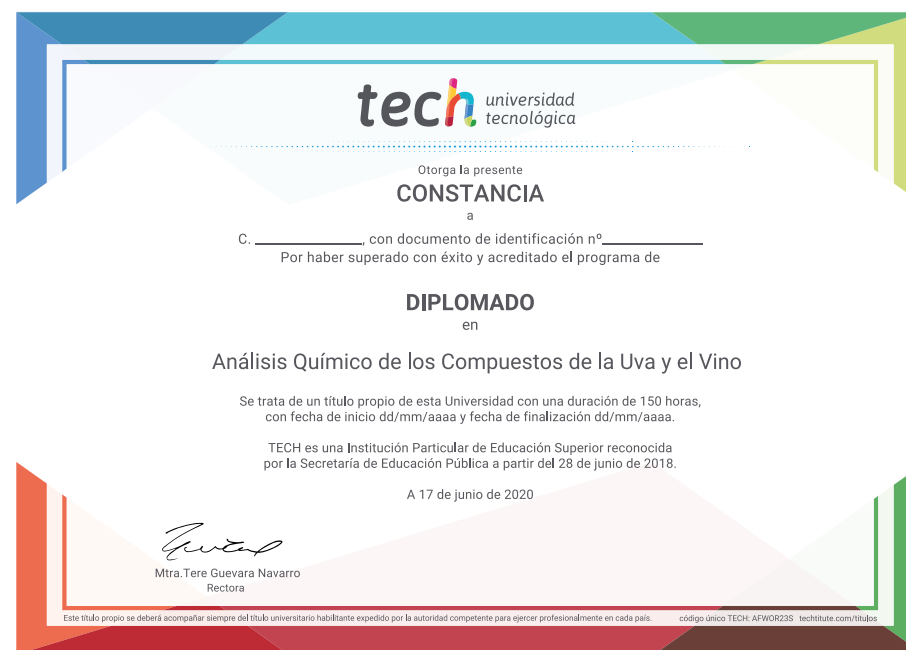 tech universidad
tecnológica
Otorga la presente
CONSTANCIA
a
C. ____________, con documento de identificación nº____________
Por haber superado con éxito y acreditado el programa de
DIPLOMADO
en
Análisis Químico de los Compuestos de la Uva y el Vino
Se trata de un título propio de esta Universidad con una duración de 150 horas,
con fecha de inicio dd/mm/aaaa y fecha de finalización dd/mm/aaaa.
TECH es una Institución Particular de Educación Superior reconocida
por la Secretaría de Educación Pública a partir del 28 de junio de 2018.
A 17 de junio de 2020
Mtra.Tere Guevara Navarro
Rectora
Este título propio se deberá acompañar siempre del título universitario habilitante expedido por la autoridad competente para ejercer profesionalmente en cada país. código único TECH: AFWOR23S techtitute.com/titulos